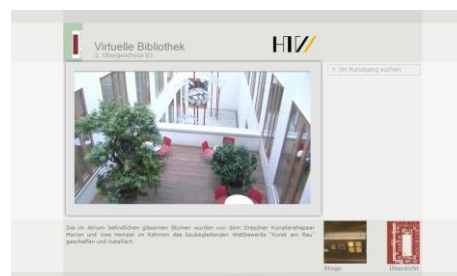 Virtuelle Bibliothek
2. Obergeschoss B3
HTW
Im Rundgang suchen
Die im Atrium befindlichen gläsernen Blumen wurden von dem Dresdner Künstlerehepaar
Marion und Uwe Hempel im Rahmen des baubegleitenden Wettbewerbs "Kunst am Bau"
geschaffen und installiert.
Etage
Übersicht